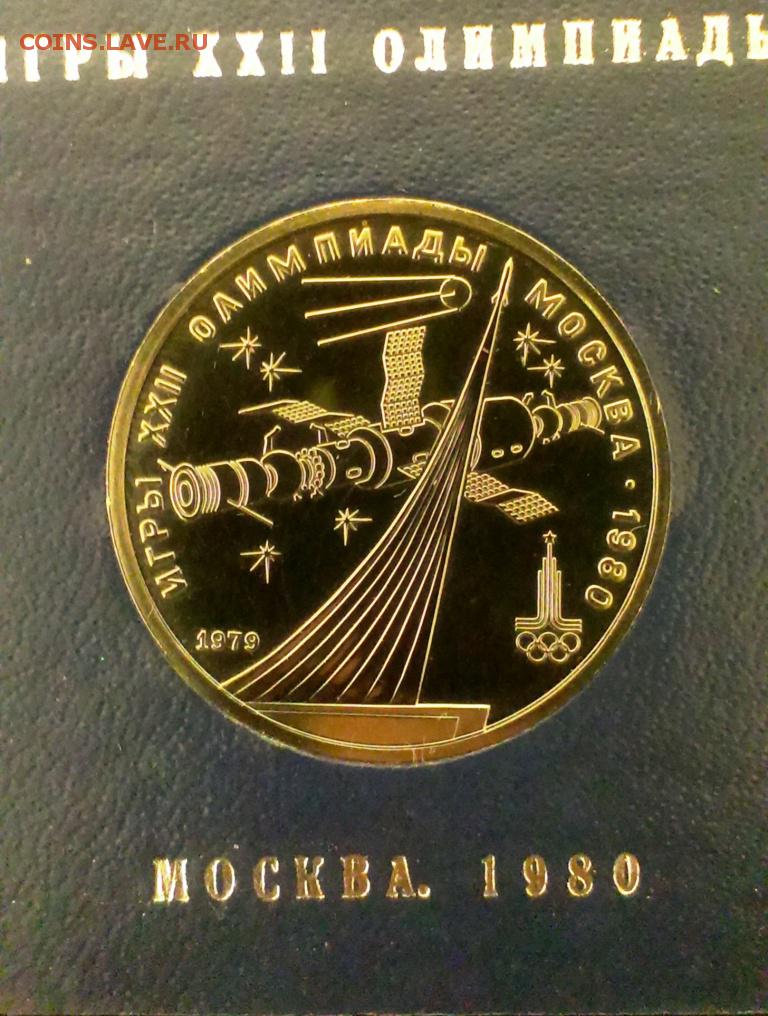 COINS.LAVE.RU
ИГРЫ XXII ОЛИМПИАДЫ
ИГРЫ XXII ОЛИМПИАДЫ МОСКВА · 1980
1979
МОСКВА. 1980